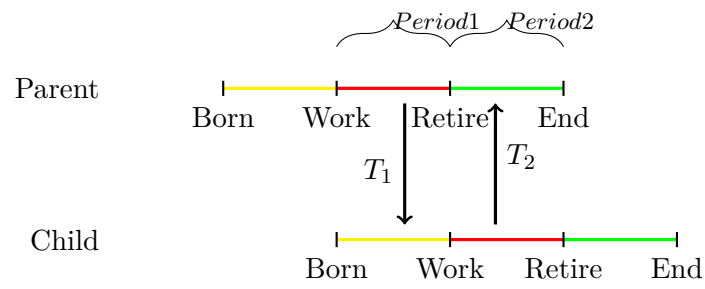 Period1 Period2
Parent
Born Work Retire End
T1 T2
Child
Born Work Retire End